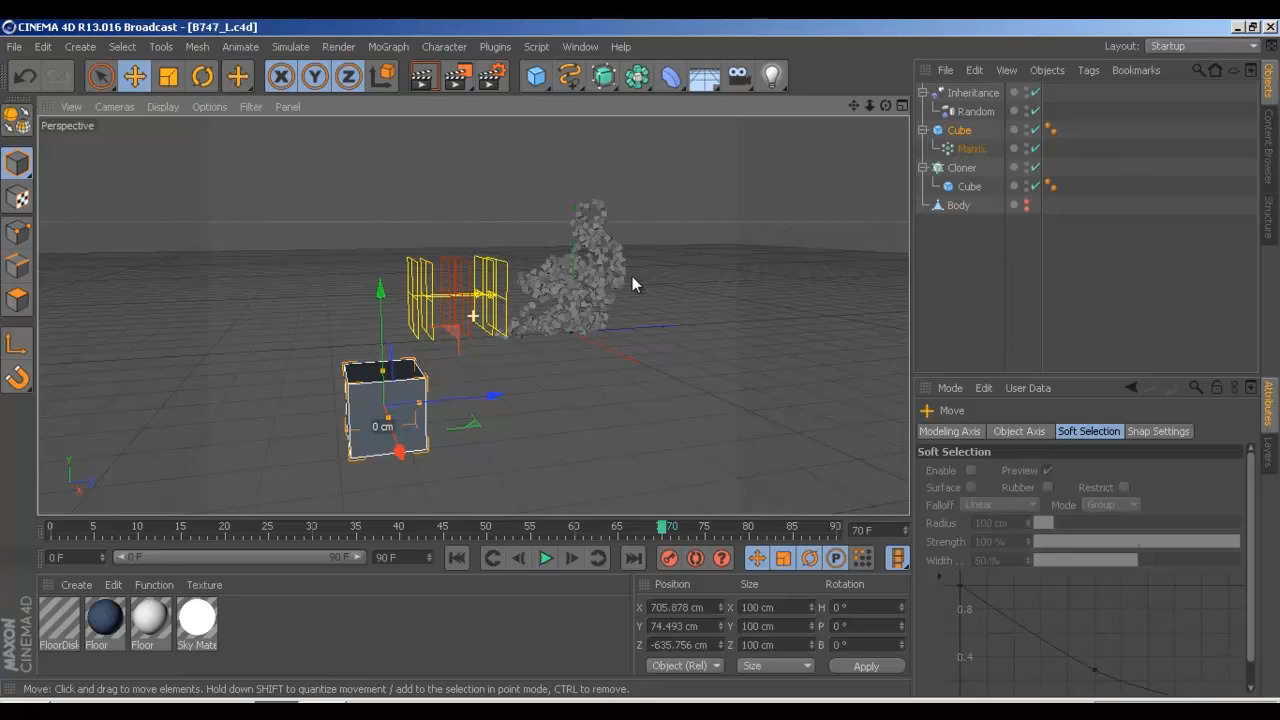 CINEMA 4D R13.016 Broadcast - [B747_L.c4d]
File Edit Create Select Tools Mesh Animate Simulate Render MoGraph Character Plugins Script Window Help Layout: Startup
File Edit View Objects Tags Bookmarks
View Cameras Display Options Filter Panel
Perspective
Inheritance
Random
Cube
Matrix
Cloner
Cube
Body
X Y Z
Objects
Content Browser
Structure
Attributes
Layers
0 cm
Y
Mode Edit User Data
Move
Modeling Axis Object Axis Soft Selection Snap Settings
Soft Selection
Enable Preview
Surface Rubber Restrict
Falloff Linear Mode Group
Radius 100 cm
Strength 100 %
Width . . 50 %
0.8
0.4
0 5 10 15 20 25 30 35 40 45 50 55 60 65 70 75 80 85 90 70 F
0 F 0 F 90 F 90 F
P
Create Edit Function Texture
FloorDisk Floor Floor Sky Mate
MAXON CINEMA4D
Position Size Rotation
X 705.878 cm X 100 cm H 0 °
Y 74.493 cm Y 100 cm P 0 °
Z -635.756 cm Z 100 cm B 0 °
Object (Rel) Size Apply
Move: Click and drag to move elements. Hold down SHIFT to quantize movement / add to the selection in point mode, CTRL to remove.